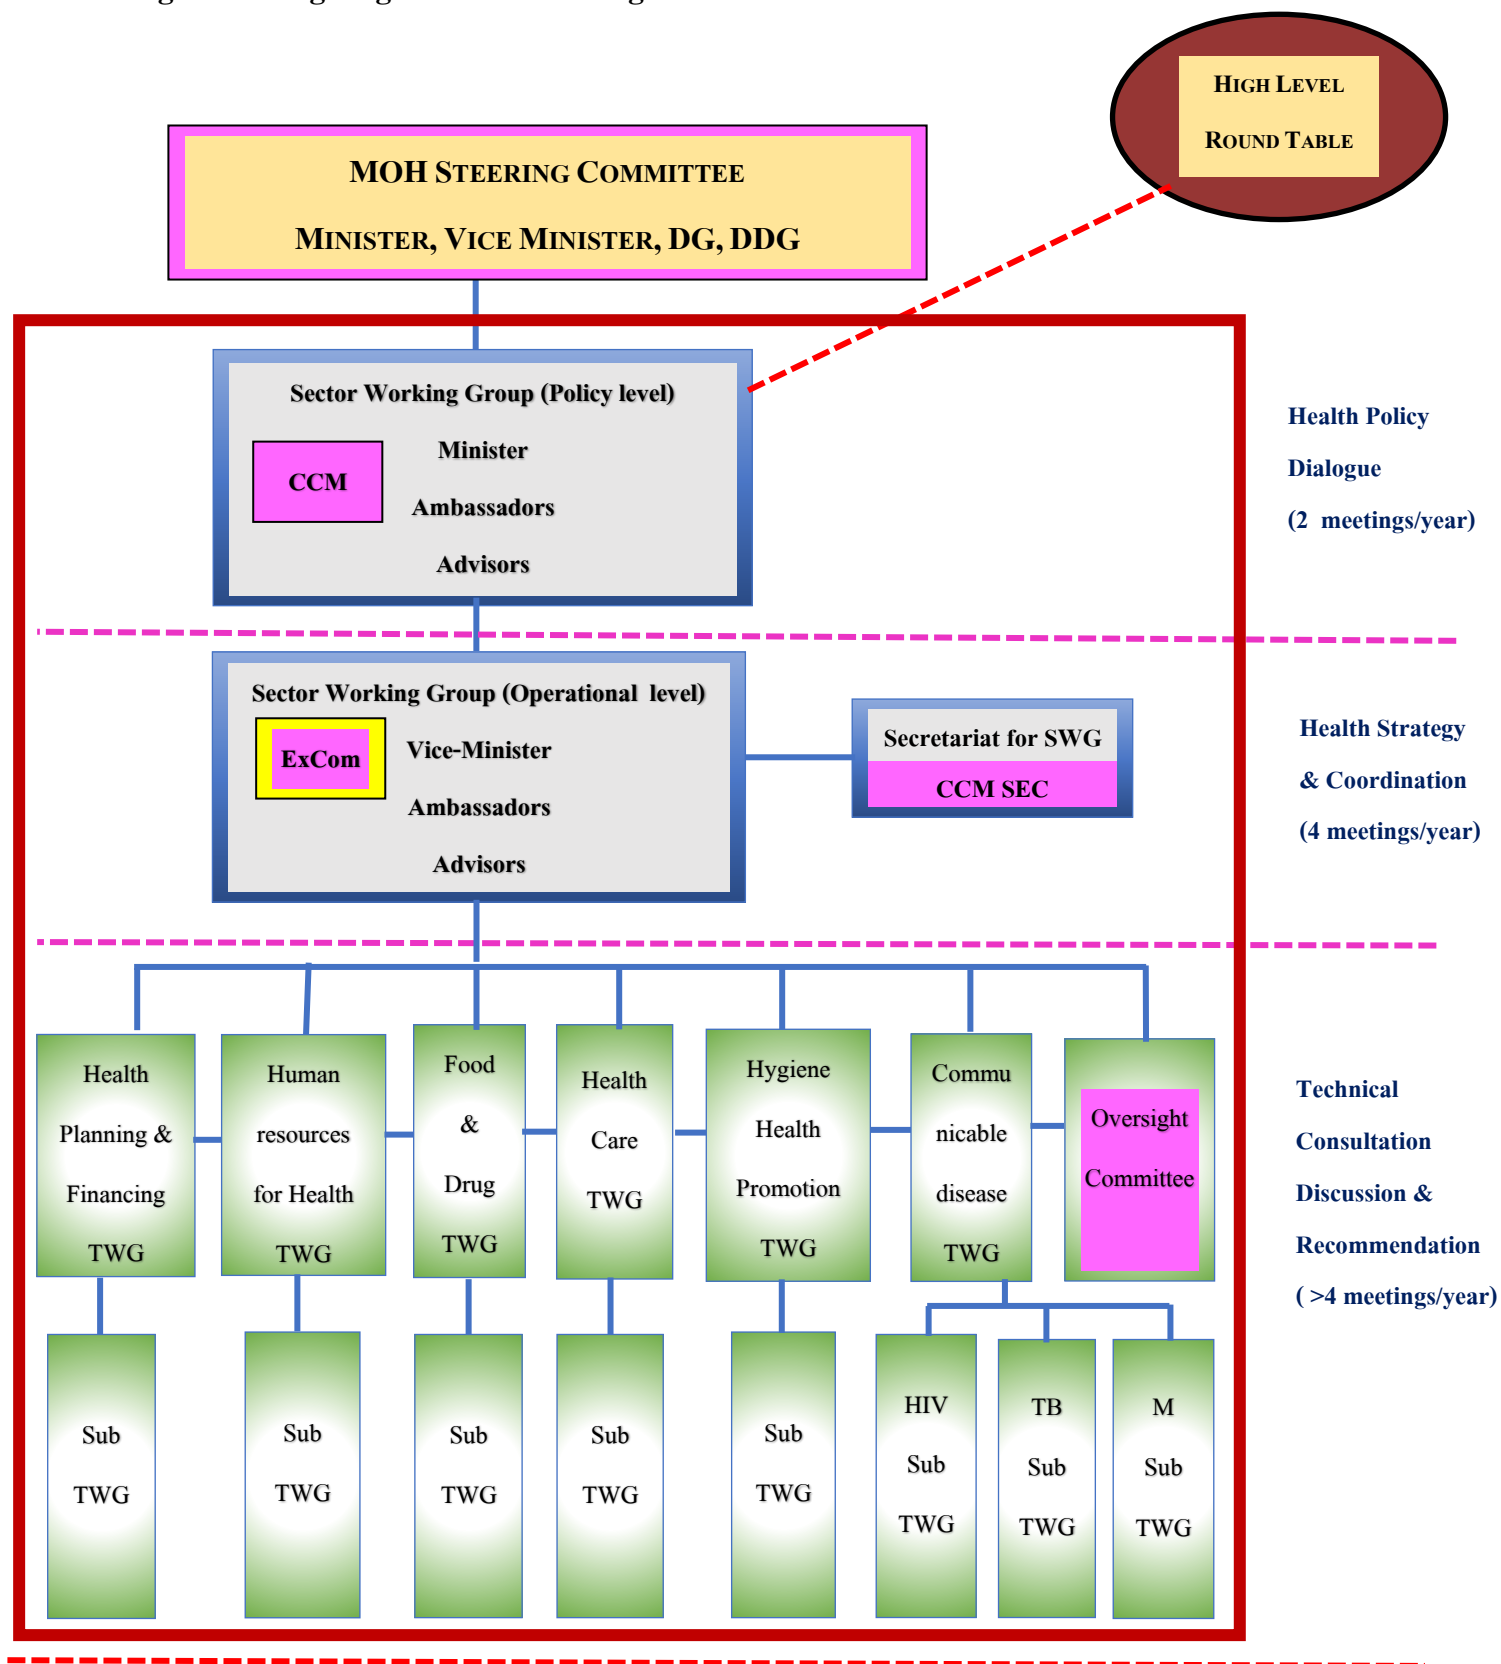 HIGH LEVEL
ROUND TABLE
MOH STEERING COMMITTEE
MINISTER, VICE MINISTER, DG, DDG
Sector Working Group (Policy level)
Minister
CCM
Ambassadors
Advisors
Health Policy
Dialogue
(2 meetings/year)
Sector Working Group (Operational level)
ExCom
Vice-Minister
Ambassadors
Advisors
Secretariat for SWG
CCM SEC
Health Strategy
& Coordination
(4 meetings/year)
Health
Planning &
Financing
TWG
Human
resources
for Health
TWG
Food
&
Drug
TWG
Health
Care
TWG
Hygiene
Health
Promotion
TWG
Commu
nicable
disease
TWG
Oversight
Committee
Technical
Consultation
Discussion &
Recommendation
( >4 meetings/year)
Sub
TWG
Sub
TWG
Sub
TWG
Sub
TWG
Sub
TWG
HIV
Sub
TWG
TB
Sub
TWG
M
Sub
TWG